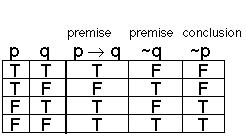 premise premise conclusion
p q p → q ~q ~p
T T T F F
T F F T F
F T T F T
F F T T T